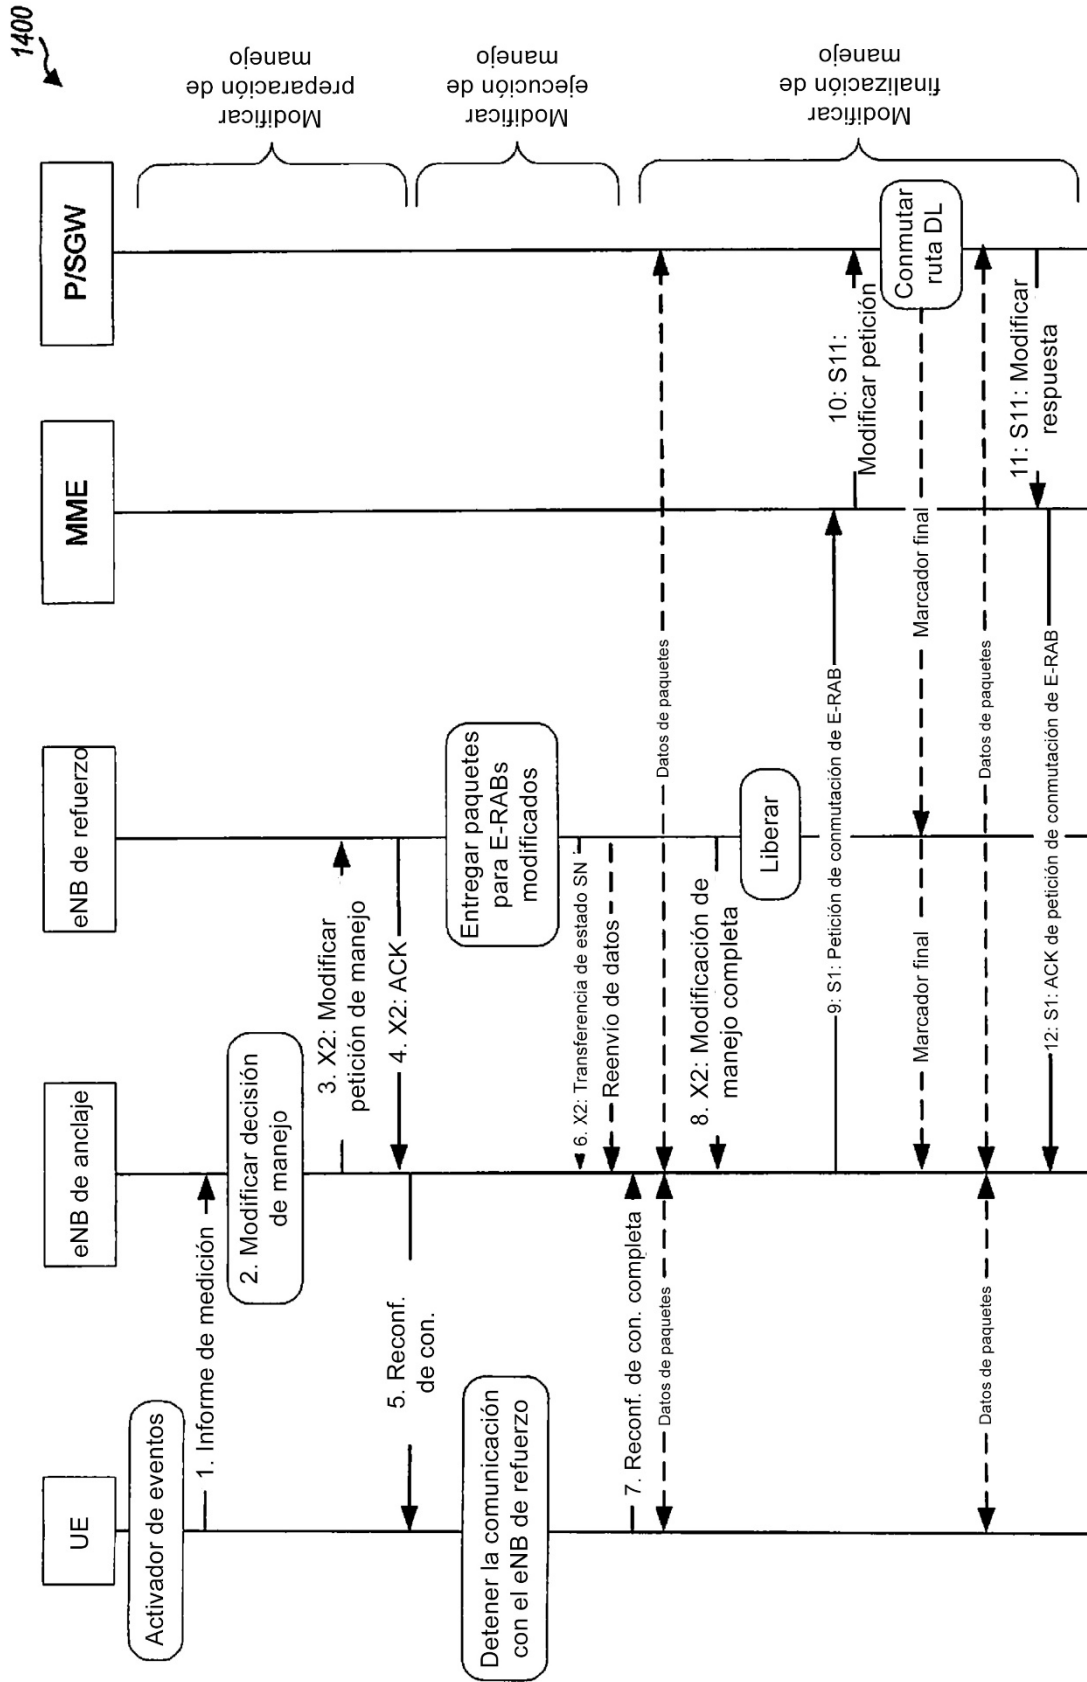 1400
UE
eNB de anclaje
eNB de refuerzo
MME
P/SGW
Activador de eventos
1. Informe de medición
2. Modificar decisión
de manejo
3. X2: Modificar
petición de manejo
4. X2: ACK
5. Reconf.
de con.
Modificar
preparación de
manejo
Detener la comunicación
con el eNB de refuerzo
Entregar paquetes
para E-RABs
modificados
6. X2: Transferencia de estado SN
Reenvío de datos
7. Reconf. de con. completa
Modificar
ejecución de
manejo
Datos de paquetes
Datos de paquetes
8. X2: Modificación de
manejo completa
Liberar
9: S1: Petición de conmutación de E-RAB
10: S11:
Modificar petición
Conmutar
ruta DL
Marcador final
Marcador final
Datos de paquetes
Datos de paquetes
11: S11: Modificar
respuesta
12: S1: ACK de petición de conmutación de E-RAB
Modificar
finalización de
manejo